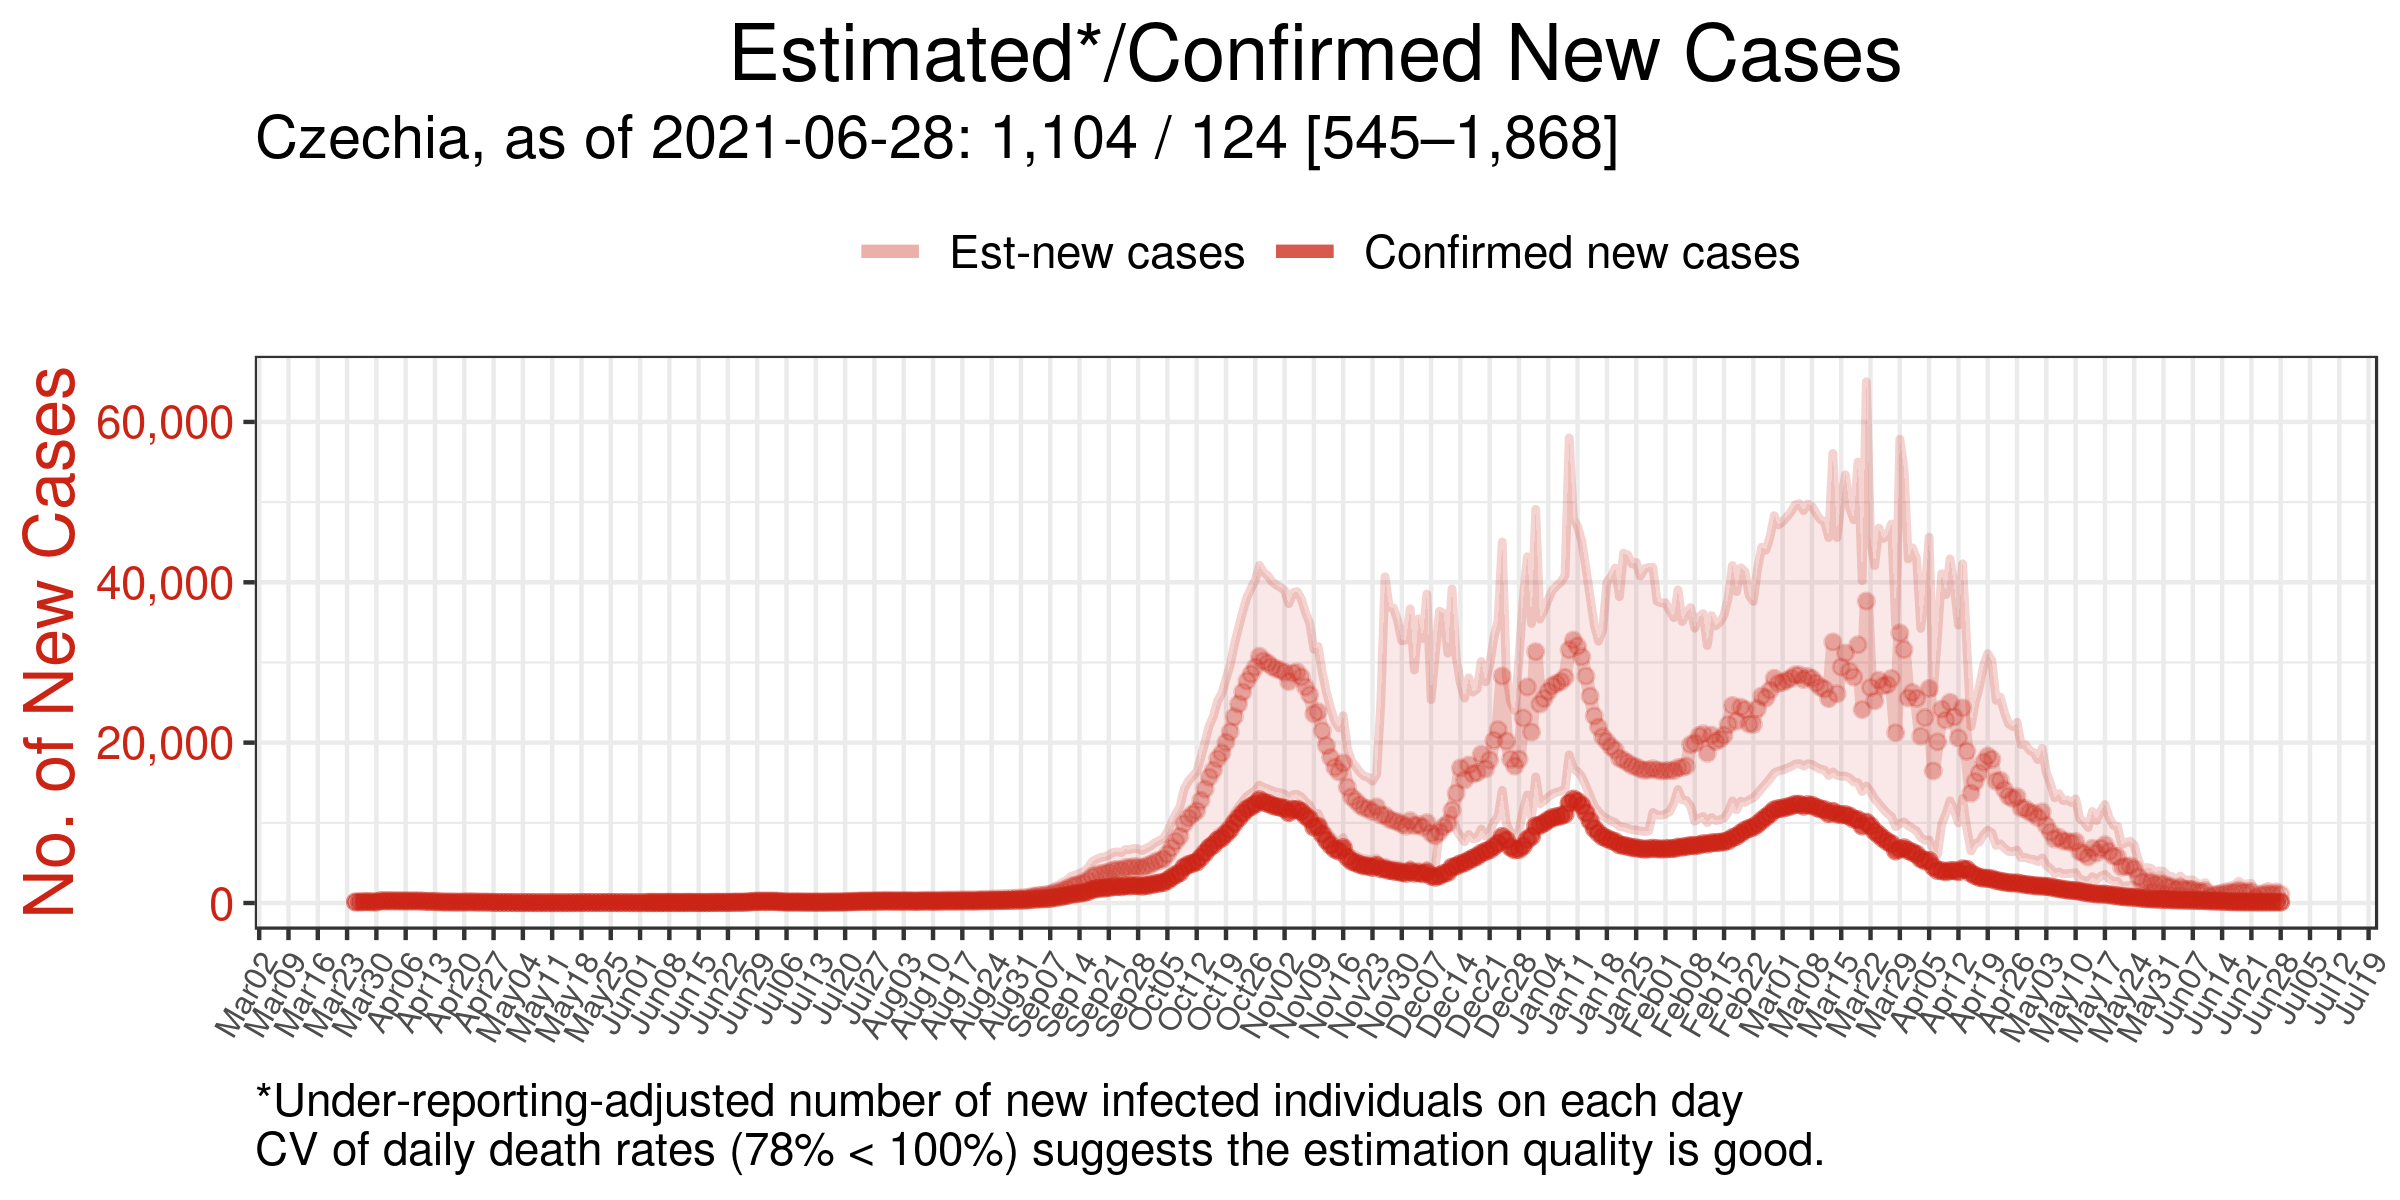 Estimated*/Confirmed New Cases
Czechia, as of 2021-06-28: 1,104 / 124 [545–1,868]
Est-new cases Confirmed new cases
No. of New Cases
60,000
40,000
20,000
0
Mar02 Mar09 Mar16 Mar23 Mar30 Apr06 Apr13 Apr20 Apr27 May04 May11 May18 May25 Jun01 Jun08 Jun15 Jun22 Jun29 Jul06 Jul13 Jul20 Jul27 Aug03 Aug10 Aug17 Aug24 Aug31 Sep07 Sep14 Sep21 Sep28 Oct05 Oct12 Oct19 Oct26 Nov02 Nov09 Nov16 Nov23 Nov30 Dec07 Dec14 Dec21 Dec28 Jan04 Jan11 Jan18 Jan25 Feb01 Feb08 Feb15 Feb22 Mar01 Mar08 Mar15 Mar22 Mar29 Apr05 Apr12 Apr19 Apr26 May03 May10 May17 May24 May31 Jun07 Jun14 Jun21 Jun28 Jul05 Jul12 Jul19
*Under-reporting-adjusted number of new infected individuals on each day
CV of daily death rates (78% < 100%) suggests the estimation quality is good.